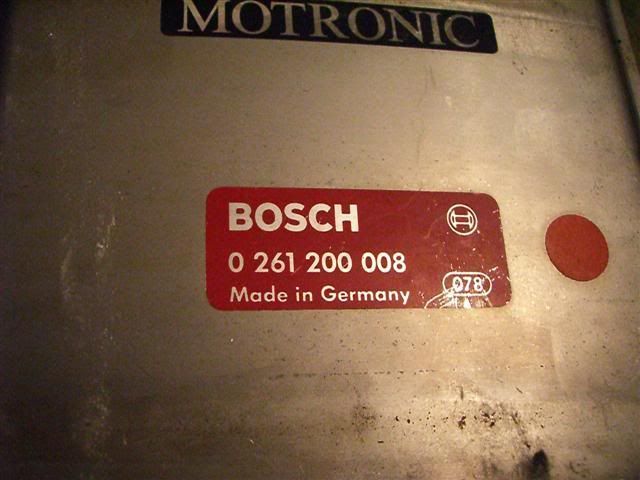 MOTRONIC
BOSCH
0 261 200 008
Made in Germany
078